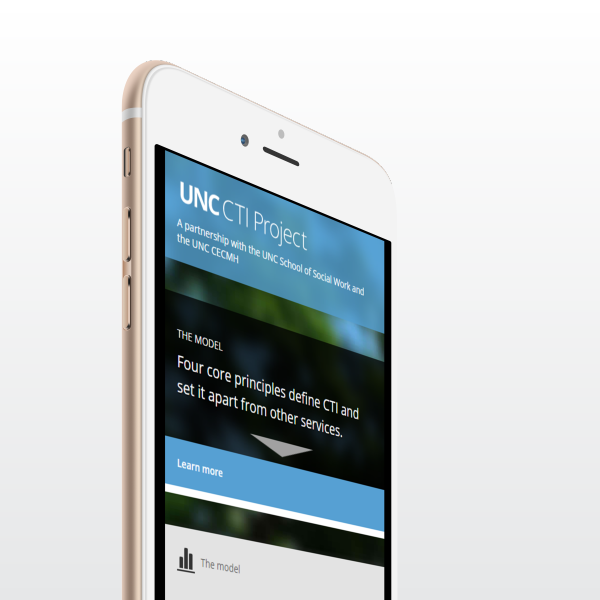 UNC CTI Project
A partnership with the UNC School of Social Work and
the UNC CECMH
THE MODEL
Four core principles define CTI and
set it apart from other services.
Learn more
The model